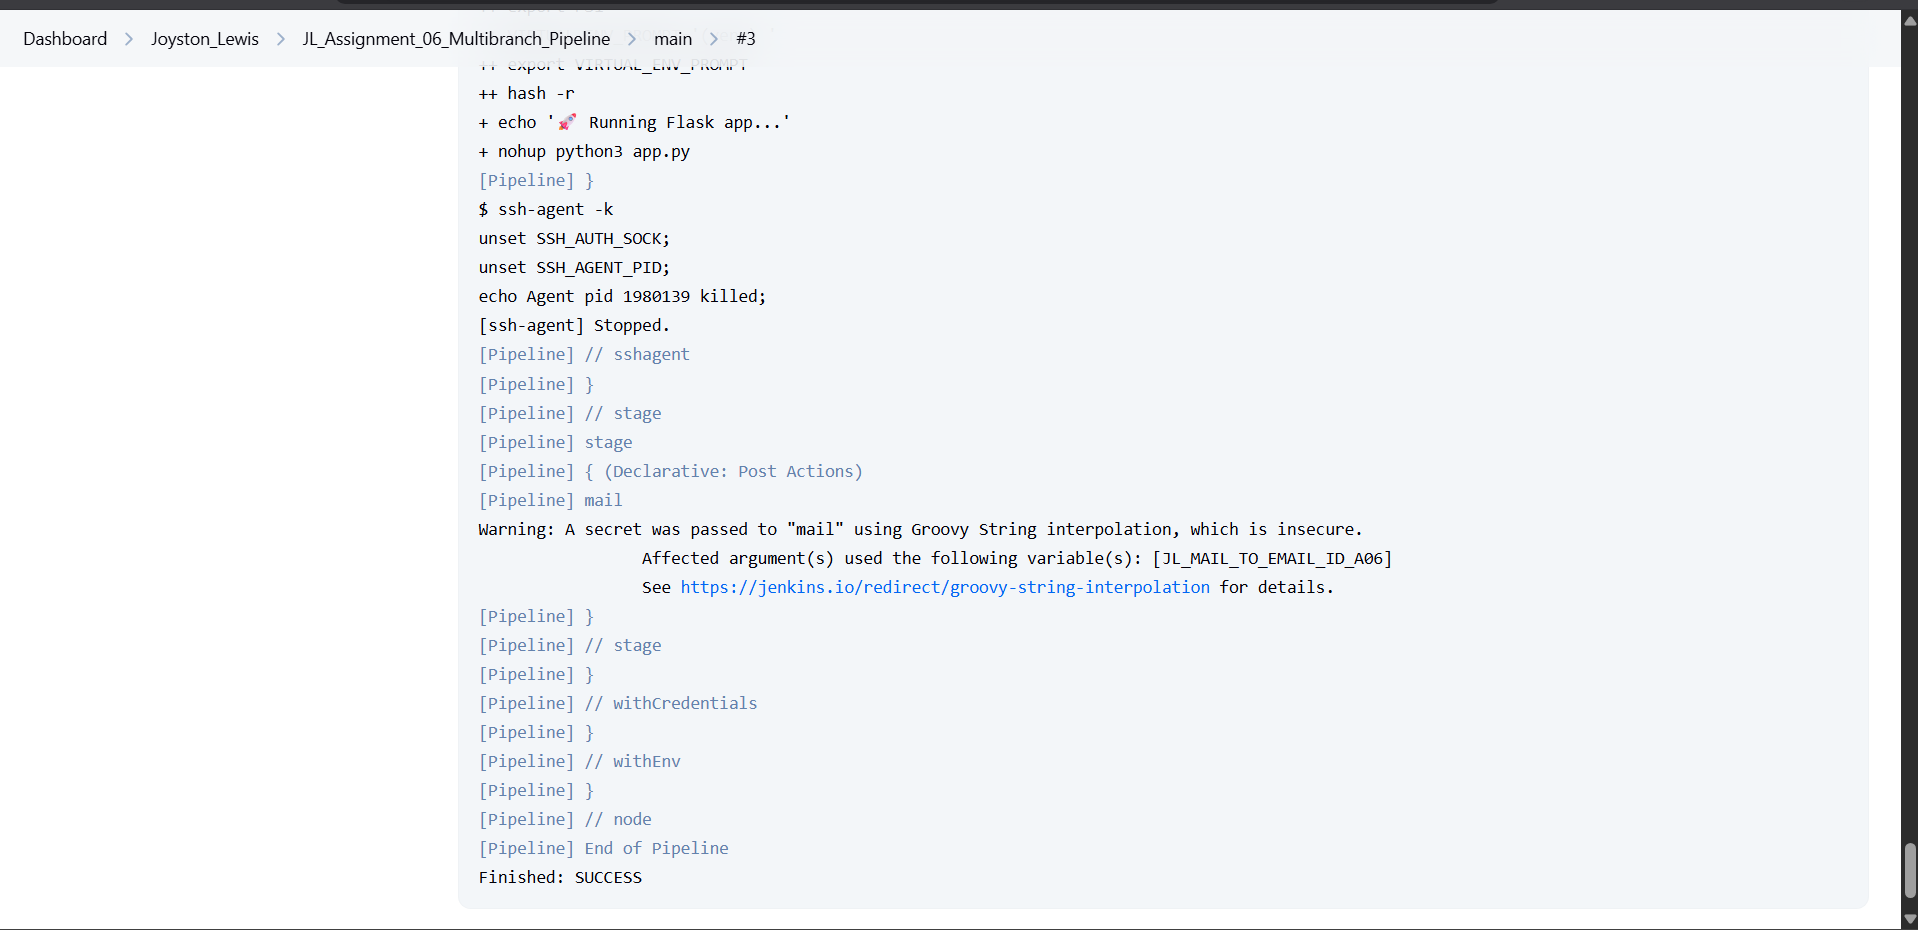 Dashboard > Joyston_Lewis > JL_Assignment_06_Multibranch_Pipeline > main > #3
++ export VIRTUAL_ENV_PROMPT
++ hash -r
+ echo '🚀 Running Flask app...'
+ nohup python3 app.py
[Pipeline] }
$ ssh-agent -k
unset SSH_AUTH_SOCK;
unset SSH_AGENT_PID;
echo Agent pid 1980139 killed;
[ssh-agent] Stopped.
[Pipeline] // sshagent
[Pipeline] }
[Pipeline] // stage
[Pipeline] stage
[Pipeline] { (Declarative: Post Actions)
[Pipeline] mail
Warning: A secret was passed to "mail" using Groovy String interpolation, which is insecure.
Affected argument(s) used the following variable(s): [JL_MAIL_TO_EMAIL_ID_A06]
See https://jenkins.io/redirect/groovy-string-interpolation for details.
[Pipeline] }
[Pipeline] // stage
[Pipeline] }
[Pipeline] // withCredentials
[Pipeline] }
[Pipeline] // withEnv
[Pipeline] }
[Pipeline] // node
[Pipeline] End of Pipeline
Finished: SUCCESS